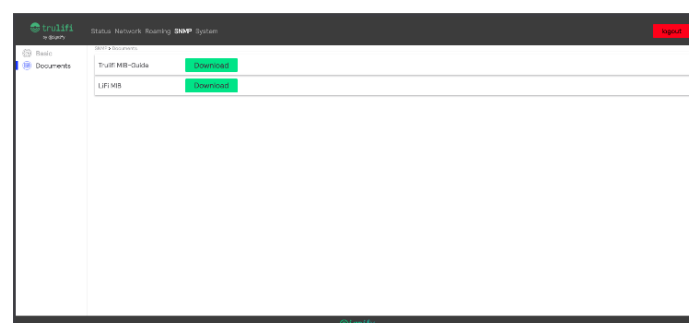 trulifi
by Signify
Status Network Roaming SNMP System
logout
SNMP > Documents
Basic
Documents
Trulifi MIB-Guide Download
LiFi MIB Download
Signify